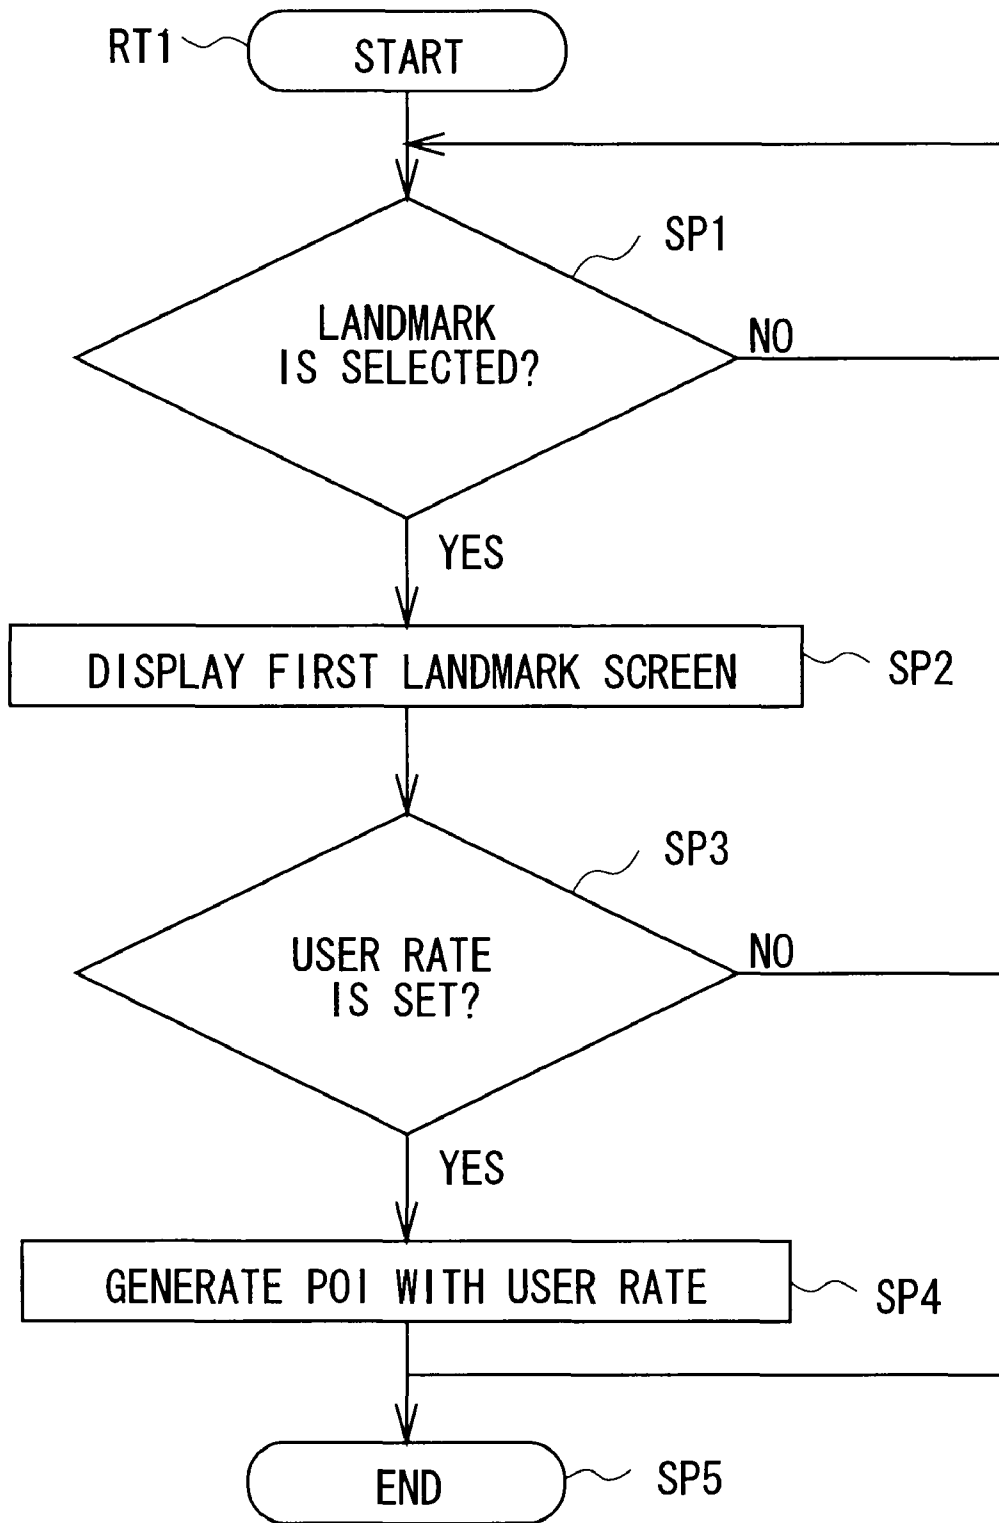 RT1
START
SP1
LANDMARK
IS SELECTED?
NO
YES
DISPLAY FIRST LANDMARK SCREEN
SP2
SP3
USER RATE
IS SET?
NO
YES
GENERATE POI WITH USER RATE
SP4
END
SP5